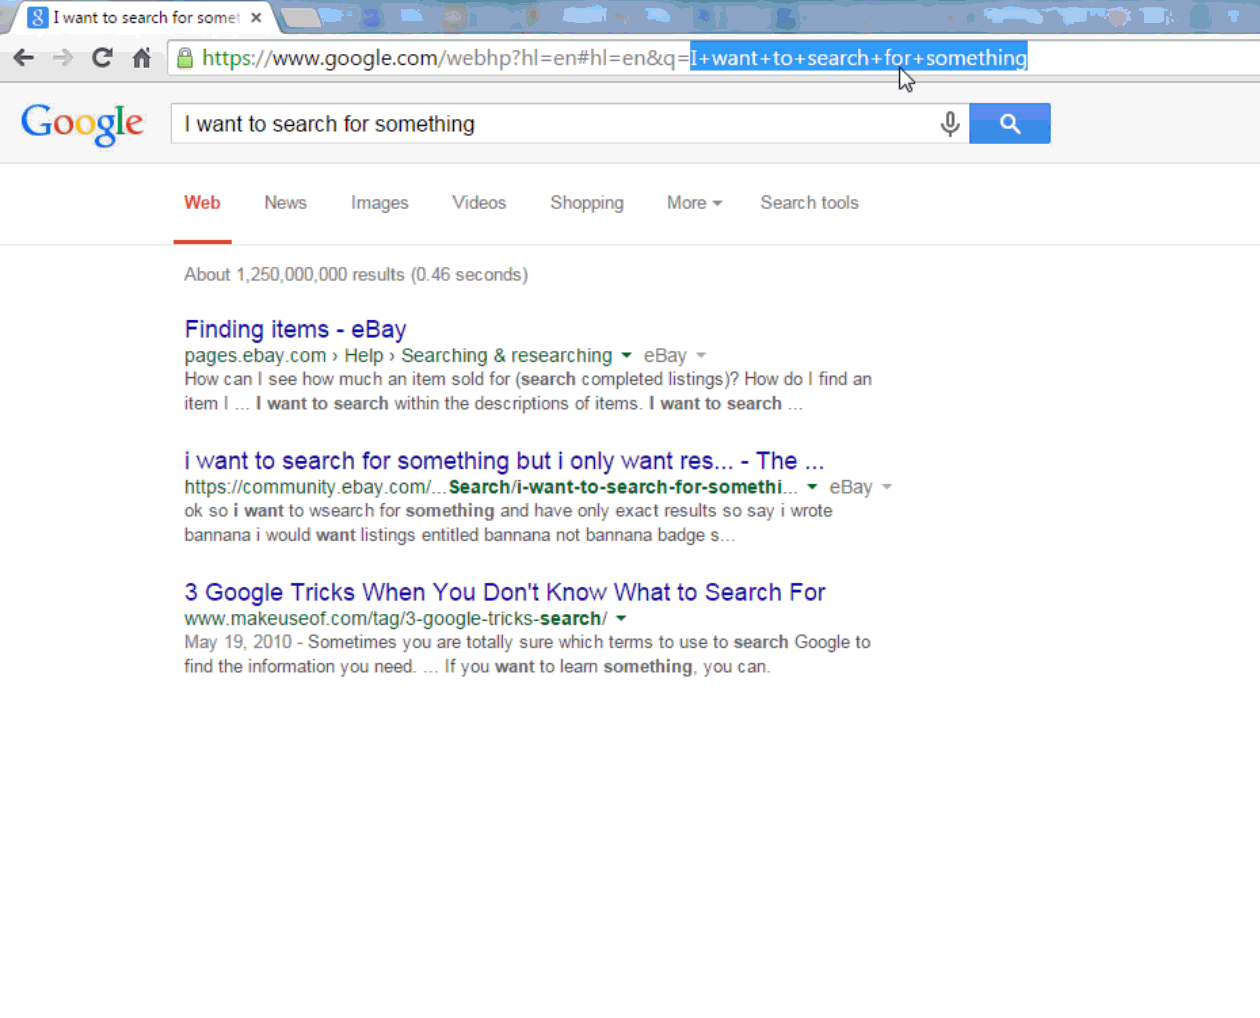 I want to search for somet
https://www.google.com/webhp?hl=en#hl=en&q=I+want+to+search+for+something
Google
I want to search for something
Web News Images Videos Shopping More Search tools
About 1,250,000,000 results (0.46 seconds)
Finding items - eBay
pages.ebay.com › Help › Searching & researching eBay
How can I see how much an item sold for (search completed listings)? How do I find an
item I ... I want to search within the descriptions of items. I want to search ...
i want to search for something but i only want res... - The ...
https://community.ebay.com/...Search/i-want-to-search-for-somethi... eBay
ok so i want to wsearch for something and have only exact results so say i wrote
bannana i would want listings entitled bannana not bannana badge s...
3 Google Tricks When You Don't Know What to Search For
www.makeuseof.com/tag/3-google-tricks-search/
May 19, 2010 - Sometimes you are totally sure which terms to use to search Google to
find the information you need. ... If you want to learn something, you can.